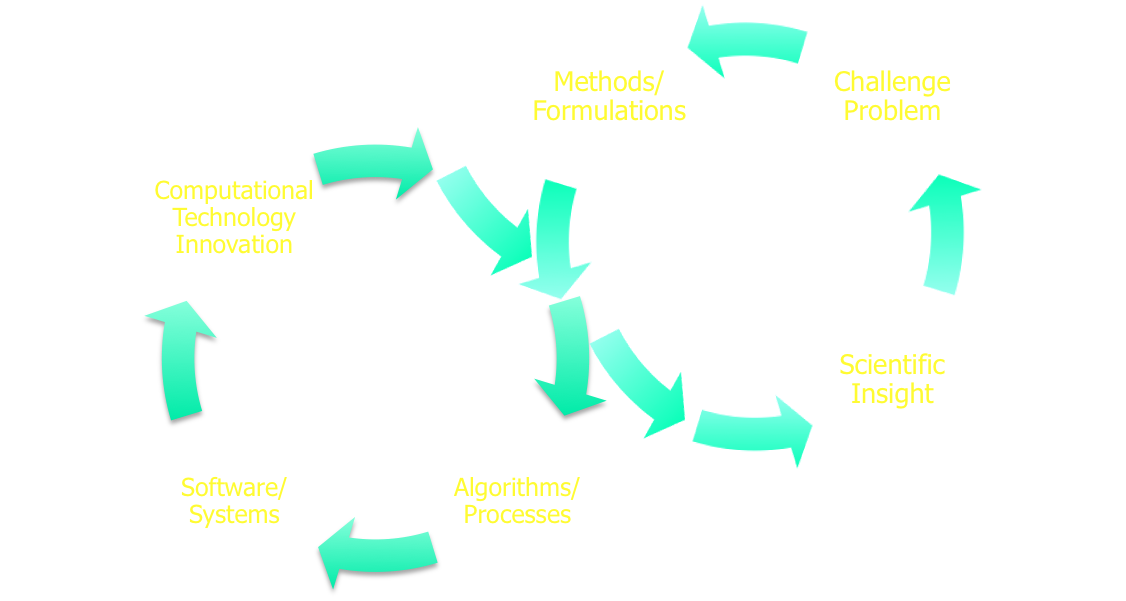 Methods/
Formulations
Challenge
Problem
Computational
Technology
Innovation
Scientific
Insight
Software/
Systems
Algorithms/
Processes